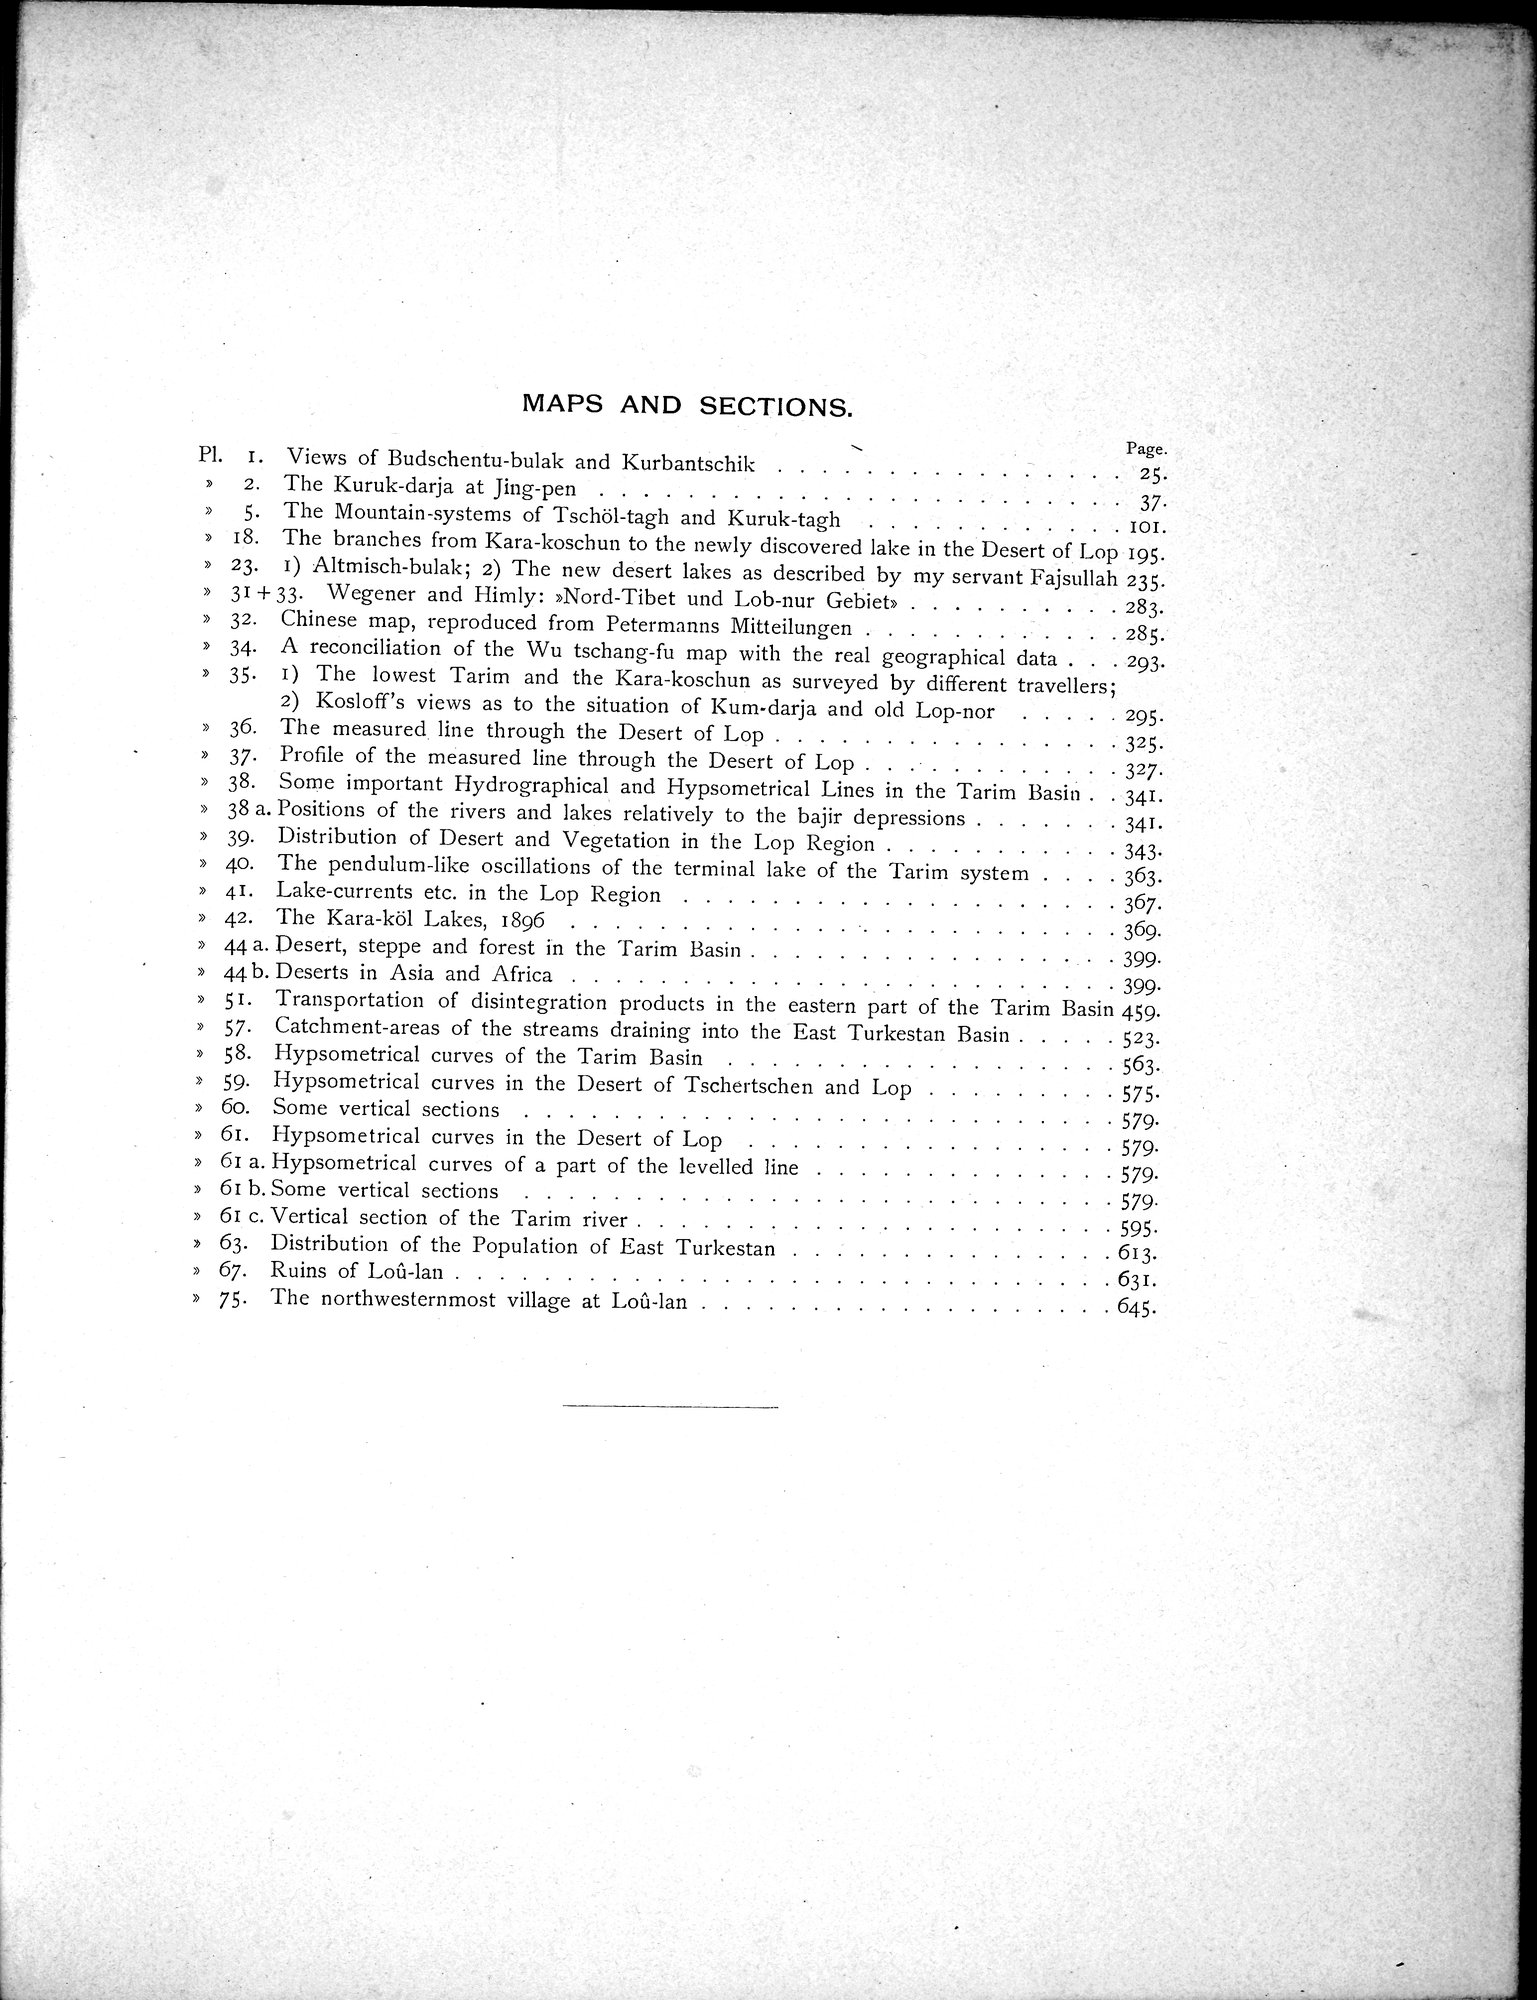 MAPS AND SECTIONS.
Page.
Pl. 1. Views of Budschentu-bulak and Kurbantschik . . . . . . . . . . . . . . . . 25.
» 2. The Kuruk-darja at Jing-pen . . . . . . . . . . . . . . . . . . . . . . . . 37.
» 5. The Mountain-systems of Tschöl-tagh and Kuruk-tagh . . . . . . . . . . . . 101.
» 18. The branches from Kara-koschun to the newly discovered lake in the Desert of Lop 195.
» 23. 1) Altmisch-bulak; 2) The new desert lakes as described by my servant Fajsullah 235.
» 31 + 33. Wegener and Himly: »Nord-Tibet und Lob-nur Gebiet» . . . . . . . . . . 283.
» 32. Chinese map, reproduced from Petermanns Mitteilungen . . . . . . . . . . . . 285.
» 34. A reconciliation of the Wu tschang-fu map with the real geographical data . . . 293.
» 35. 1) The lowest Tarim and the Kara-koschun as surveyed by different travellers;
2) Kosloff's views as to the situation of Kum-darja and old Lop-nor . . . . . 295.
» 36. The measured line through the Desert of Lop . . . . . . . . . . . . . . . . 325.
» 37. Profile of the measured line through the Desert of Lop . . . . . . . . . . . . 327.
» 38. Some important Hydrographical and Hypsometrical Lines in the Tarim Basin . . 341.
» 38 a. Positions of the rivers and lakes relatively to the bajir depressions . . . . . . . 341.
» 39. Distribution of Desert and Vegetation in the Lop Region . . . . . . . . . . . 343.
» 40. The pendulum-like oscillations of the terminal lake of the Tarim system . . . . 363.
» 41. Lake-currents etc. in the Lop Region . . . . . . . . . . . . . . . . . . . . 367.
» 42. The Kara-köl Lakes, 1896 . . . . . . . . . . . . . . . . . . . . . . . . . 369.
» 44 a. Desert, steppe and forest in the Tarim Basin . . . . . . . . . . . . . . . . . 399.
» 44 b. Deserts in Asia and Africa . . . . . . . . . . . . . . . . . . . . . . . . . 399.
» 51. Transportation of disintegration products in the eastern part of the Tarim Basin 459.
» 57. Catchment-areas of the streams draining into the East Turkestan Basin . . . . . 523.
» 58. Hypsometrical curves of the Tarim Basin . . . . . . . . . . . . . . . . . . 563.
» 59. Hypsometrical curves in the Desert of Tschertschen and Lop . . . . . . . . . 575.
» 60. Some vertical sections . . . . . . . . . . . . . . . . . . . . . . . . . . . 579.
» 61. Hypsometrical curves in the Desert of Lop . . . . . . . . . . . . . . . . . 579.
» 61 a. Hypsometrical curves of a part of the levelled line . . . . . . . . . . . . . . 579.
» 61 b. Some vertical sections . . . . . . . . . . . . . . . . . . . . . . . . . . . 579.
» 61 c. Vertical section of the Tarim river . . . . . . . . . . . . . . . . . . . . . . 595.
» 63. Distribution of the Population of East Turkestan . . . . . . . . . . . . . . . 613.
» 67. Ruins of Loû-lan . . . . . . . . . . . . . . . . . . . . . . . . . . . . . . 631.
» 75. The northwesternmost village at Loû-lan . . . . . . . . . . . . . . . . . . . 645.